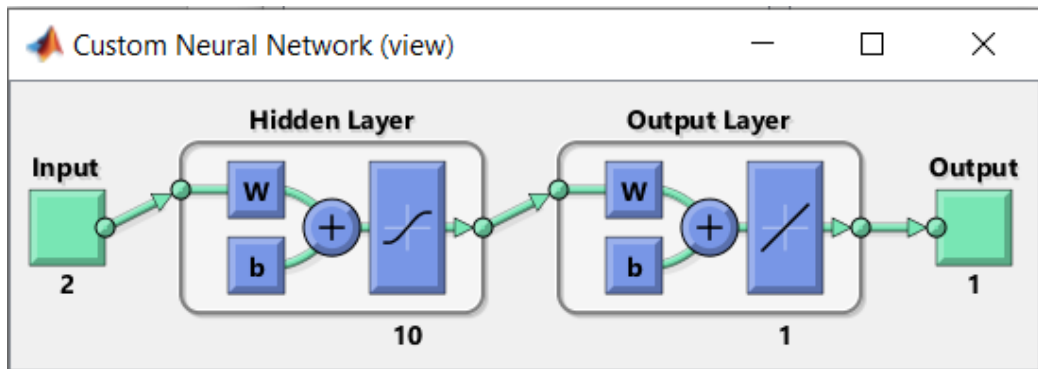 Custom Neural Network (view)
Hidden Layer
Output Layer
Input
Output
W
W
+
+
b
b
2
1
10
1